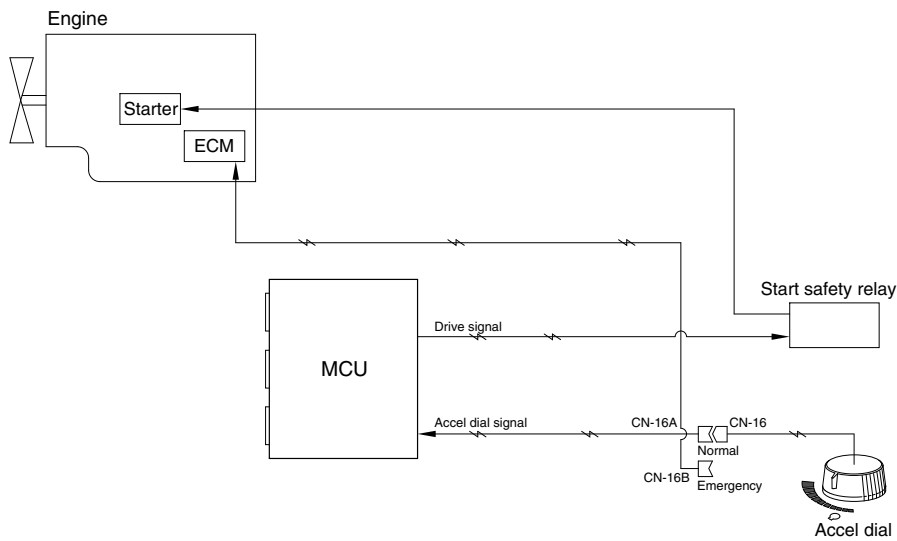 Engine
Starter
ECM
Start safety relay
Drive signal
MCU
Accel dial signal
CN-16A
CN-16
Normal
CN-16B
Emergency
Accel dial